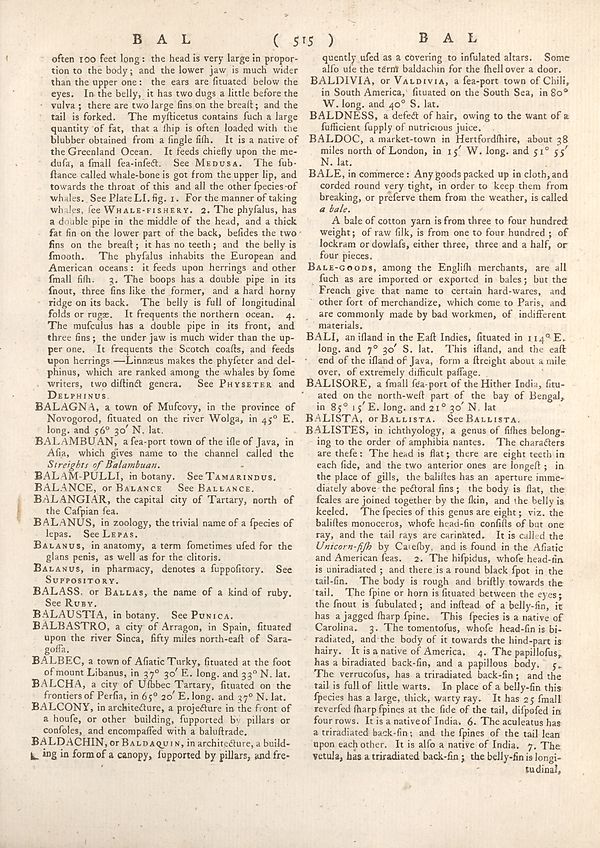 B A L ( 515 ) B A L
often 100 feet long: the head is very large in propor-
tion to the body; and the lower jaw is much wider
than the upper one: the ears are ſituated below the
eyes. In the belly, it has two dugs a little before the
vulva; there are two large fins on the breaſt; and the
tail is forked. The myſticetus contains ſuch a large
quantity of fat, that a ſhip is often loaded with the
blubber obtained from a ſingle fiſh. It is a native of
the Greenland Ocean. It feeds chiefly upon the me-
duſa, a ſmall ſea-inſect. See MEDUSA. The ſub-
ſtance called whale-bone is got from the upper lip, and
towards the throat of this and all the other ſpecies of
whales. See Plate LI. fig. 1. For the manner of taking
whales, ſee WHALE-FISHERY. 2. The phyſalus, has
a double pipe in the middle of the head, and a thick
fat fin on the lower part of the back, beſides the two
fins on the breaſt; it has no teeth; and the belly is
ſmooth. The phyſalus inhabits the European and
American oceans: it feeds upon herrings and other
ſmall fiſh. 3. The boops has a double pipe in its
ſnout, three fins like the former, and a hard horny
ridge on its back. The belly is full of longitudinal
folds or rugæ. It frequents the northern ocean. 4.
The muſculus has a double pipe in its front, and
three fins; the under jaw is much wider than the up-
per one. It frequents the Scotch coaſts, and feeds
upon herrings —Linnæus makes the phyſeter and del-
phinus, which are ranked among the whales by ſome
writers, two diſtinct genera. See PHYSETER and
DELPHINUS.
BALAGNA, a town of Muſcovy, in the province of
Novogorod, ſituated on the river Wolga, in 45° E.
long. and 56° 30′ N. lat.
BALAMBUAN, a ſea-port town of the iſle of Java, in
Aſia, which gives name to the channel called the
Streights of Balambuan.
BALAM-PULLI, in botany. See TAMARINDUS.
BALANCE, or BALANCE See BALLANCE.
BALANGIAR, the capital city of Tartary, north of
the Caſpian ſea.
BALANUS, in zoology, the trivial name of a ſpecies of
lepas. See LEPAS.
BALANUS, in anatomy, a term ſometimes uſed for the
glans penis, as well as for the clitoris.
BALANUS, in pharmacy, denotes a ſuppoſitory. See
SUPPOSITORY.
BALASS, or BALLAS, the name of a kind of ruby.
See RUBY.
BALAUSTIA, in botany. See PUNICA.
BALBASTRO, a city of Arragon, in Spain, ſituated
upon the river Sinca, fifty miles north-eaſt of Sara-
goſſa.
BALBEC, a town of Aſiatic Turky, ſituated at the foot
of mount Libanus, in 37° 30′ E. long. and 33° N. lat.
BALCHA, a city of Uſbbec Tartary, ſituated on the
frontiers of Perſia, in 65° 20′ E. long. and 37° N. lat.
BALCONY, in architecture, a projecture in the front of
a houſe, or other building, ſupported by pillars or
conſoles, and encompaſſed with a baluſtrade.
BALDACHIN, or BALDAQUIN, in architecture, a build-
ing in form of a canopy, ſupported by pillars, and fre-
quently uſed as a covering to inſulated altars. Some
alſo uſe the term baldachin for the ſhell over a door.
BALDIVIA, or VALDIVIA, a ſea-port town of Chili,
in South America, ſituated on the South Sea, in 80°
W. long. and 40° S. lat.
BALDNESS, a defect of hair, owing to the want of a
ſufficient ſupply of nutricious juice.
BALDOC, a market-town in Hertfordſhire, about 38
miles north of London, in 15′ W. long. and 51° 55′
N. lat.
BALE, in commerce: Any goods packed up in cloth, and
corded round very tight, in order to keep them from
breaking, or preſerve them from the weather, is called
a bale.
A bale of cotton yarn is from three to four hundred
weight; of raw ſilk, is from one to four hundred; of
lockram or dowlaſs, either three, three and a half, or
four pieces.
BALE-GOODS, among the Engliſh merchants, are all
ſuch as are imported or exported in bales; but the
French give that name to certain hard-wares, and
other ſort of merchandize, which come to Paris, and
are commonly made by bad workmen, of indifferent
materials.
BALI, an iſland in the Eaſt Indies, ſituated in 114° E.
long. and 7° 30′ S. lat. This iſland, and the eaſt
end of the iſland of Java, form a ſtreight about a mile
over, of extremely difficult paſſage.
BALISORE, a ſmall ſea-port of the Hither India, ſitu-
ated on the north-weſt part of the bay of Bengal,
in 85° 15′ E. long. and 21° 30′ N. lat
BALISTA, or BALLISTA. See BALLISTA.
BALISTES, in ichthyology, a genus of fiſhes belong-
ing to the order of amphibia nantes. The characters
are theſe: The head is flat; there are eight teeth in
each ſide, and the two anterior ones are longeſt; in
the place of gills, the baliſtes has an aperture imme-
diately above the pectoral fins; the body is flat, the
ſcales are joined together by the ſkin, and the belly is
keeled. The ſpecies of this genus are eight; viz. the
baliſtes monoceros, whoſe head-fin conſiſts of but one
ray, and the tail rays are carinated. It is called the
Unicorn-fiſh by Cateſby, and is found in the Aſiatic
and American ſeas. 2. The hiſpidus, whoſe head-fin
is uniradiated; and there is a round black ſpot in the
tail-fin. The body is rough and briſtly towards the
tail. The ſpine or horn is ſituated between the eyes;
the ſnout is ſubulated; and inſtead of a belly-fin, it
has a jagged ſharp ſpine. This ſpecies is a native of
Carolina. 3. The tomentoſus, whoſe head-fin is bi-
radiated, and the body of it towards the hind-part is
hairy. It is a native of America. 4. The papilloſus,
has a biradiated back-fin, and a papillous body. 5.
The verrucoſus, has a triradiated back-fin; and the
tail is full of little warts. In place of a belly-fin this
ſpecies has a large, thick, warty ray. It has 25 ſmall
reverſed ſharp ſpines at the ſide of the tail, diſpoſed in
four rows. It is a native of India. 6. The aculeatus has
a triradiated back-fin; and the ſpines of the tail lean
upon each other. It is alſo a native of India. 7. The
vetula, has a triradiated back-fin; the belly-fin is longi-
tudinal,